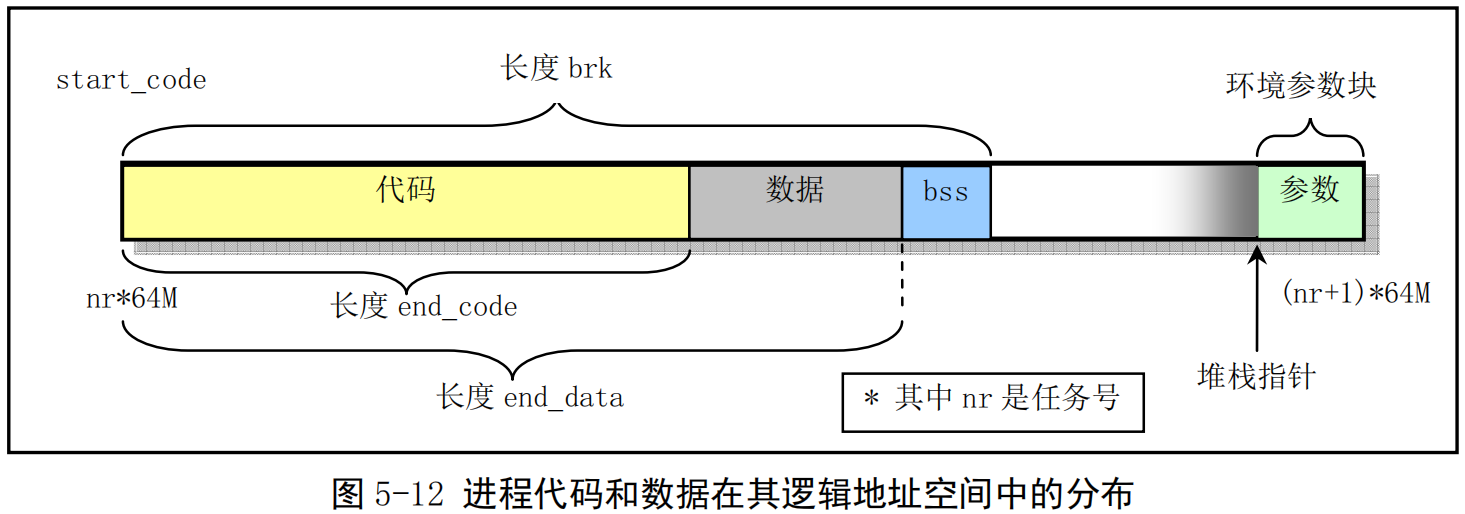 start_code
长度 brk
环境参数块
代码
数据
bss
参数
nr*64M
长度 end_code
(nr+1)*64M
长度 end_data
* 其中 nr 是任务号
堆栈指针
图 5-12 进程代码和数据在其逻辑地址空间中的分布